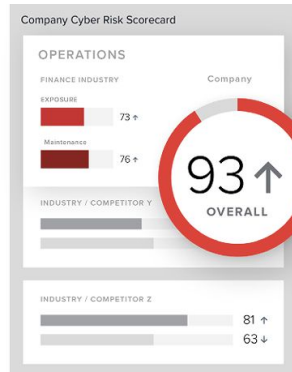 Company Cyber Risk Scorecard
OPERATIONS
FINANCE INDUSTRY
Company
EXPOSURE
73 ↑
Maintenance
76 ↑
93 ↑
OVERALL
INDUSTRY / COMPETITOR Y
INDUSTRY / COMPETITOR Z
81 ↑
63 ↓